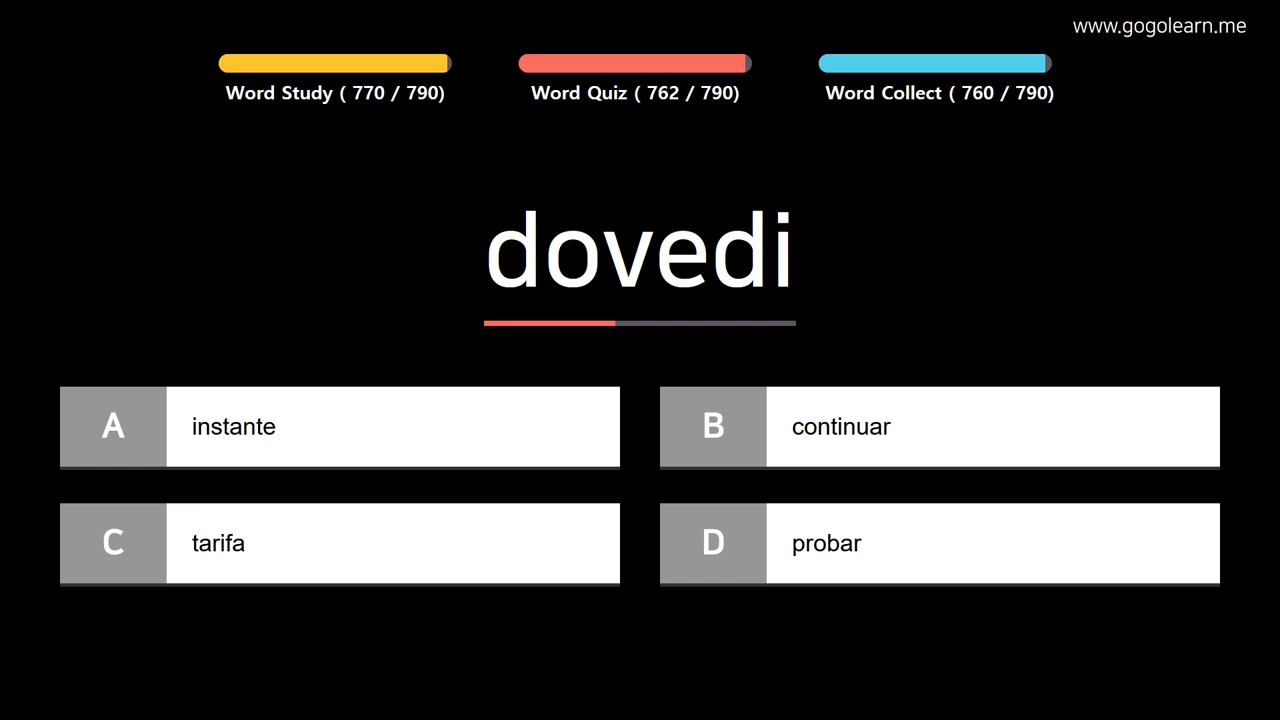 www.gogolearn.me
Word Study ( 770 / 790)
Word Quiz ( 762 / 790)
Word Collect ( 760 / 790)
dovedi
A
instante
B
continuar
C
tarifa
D
probar